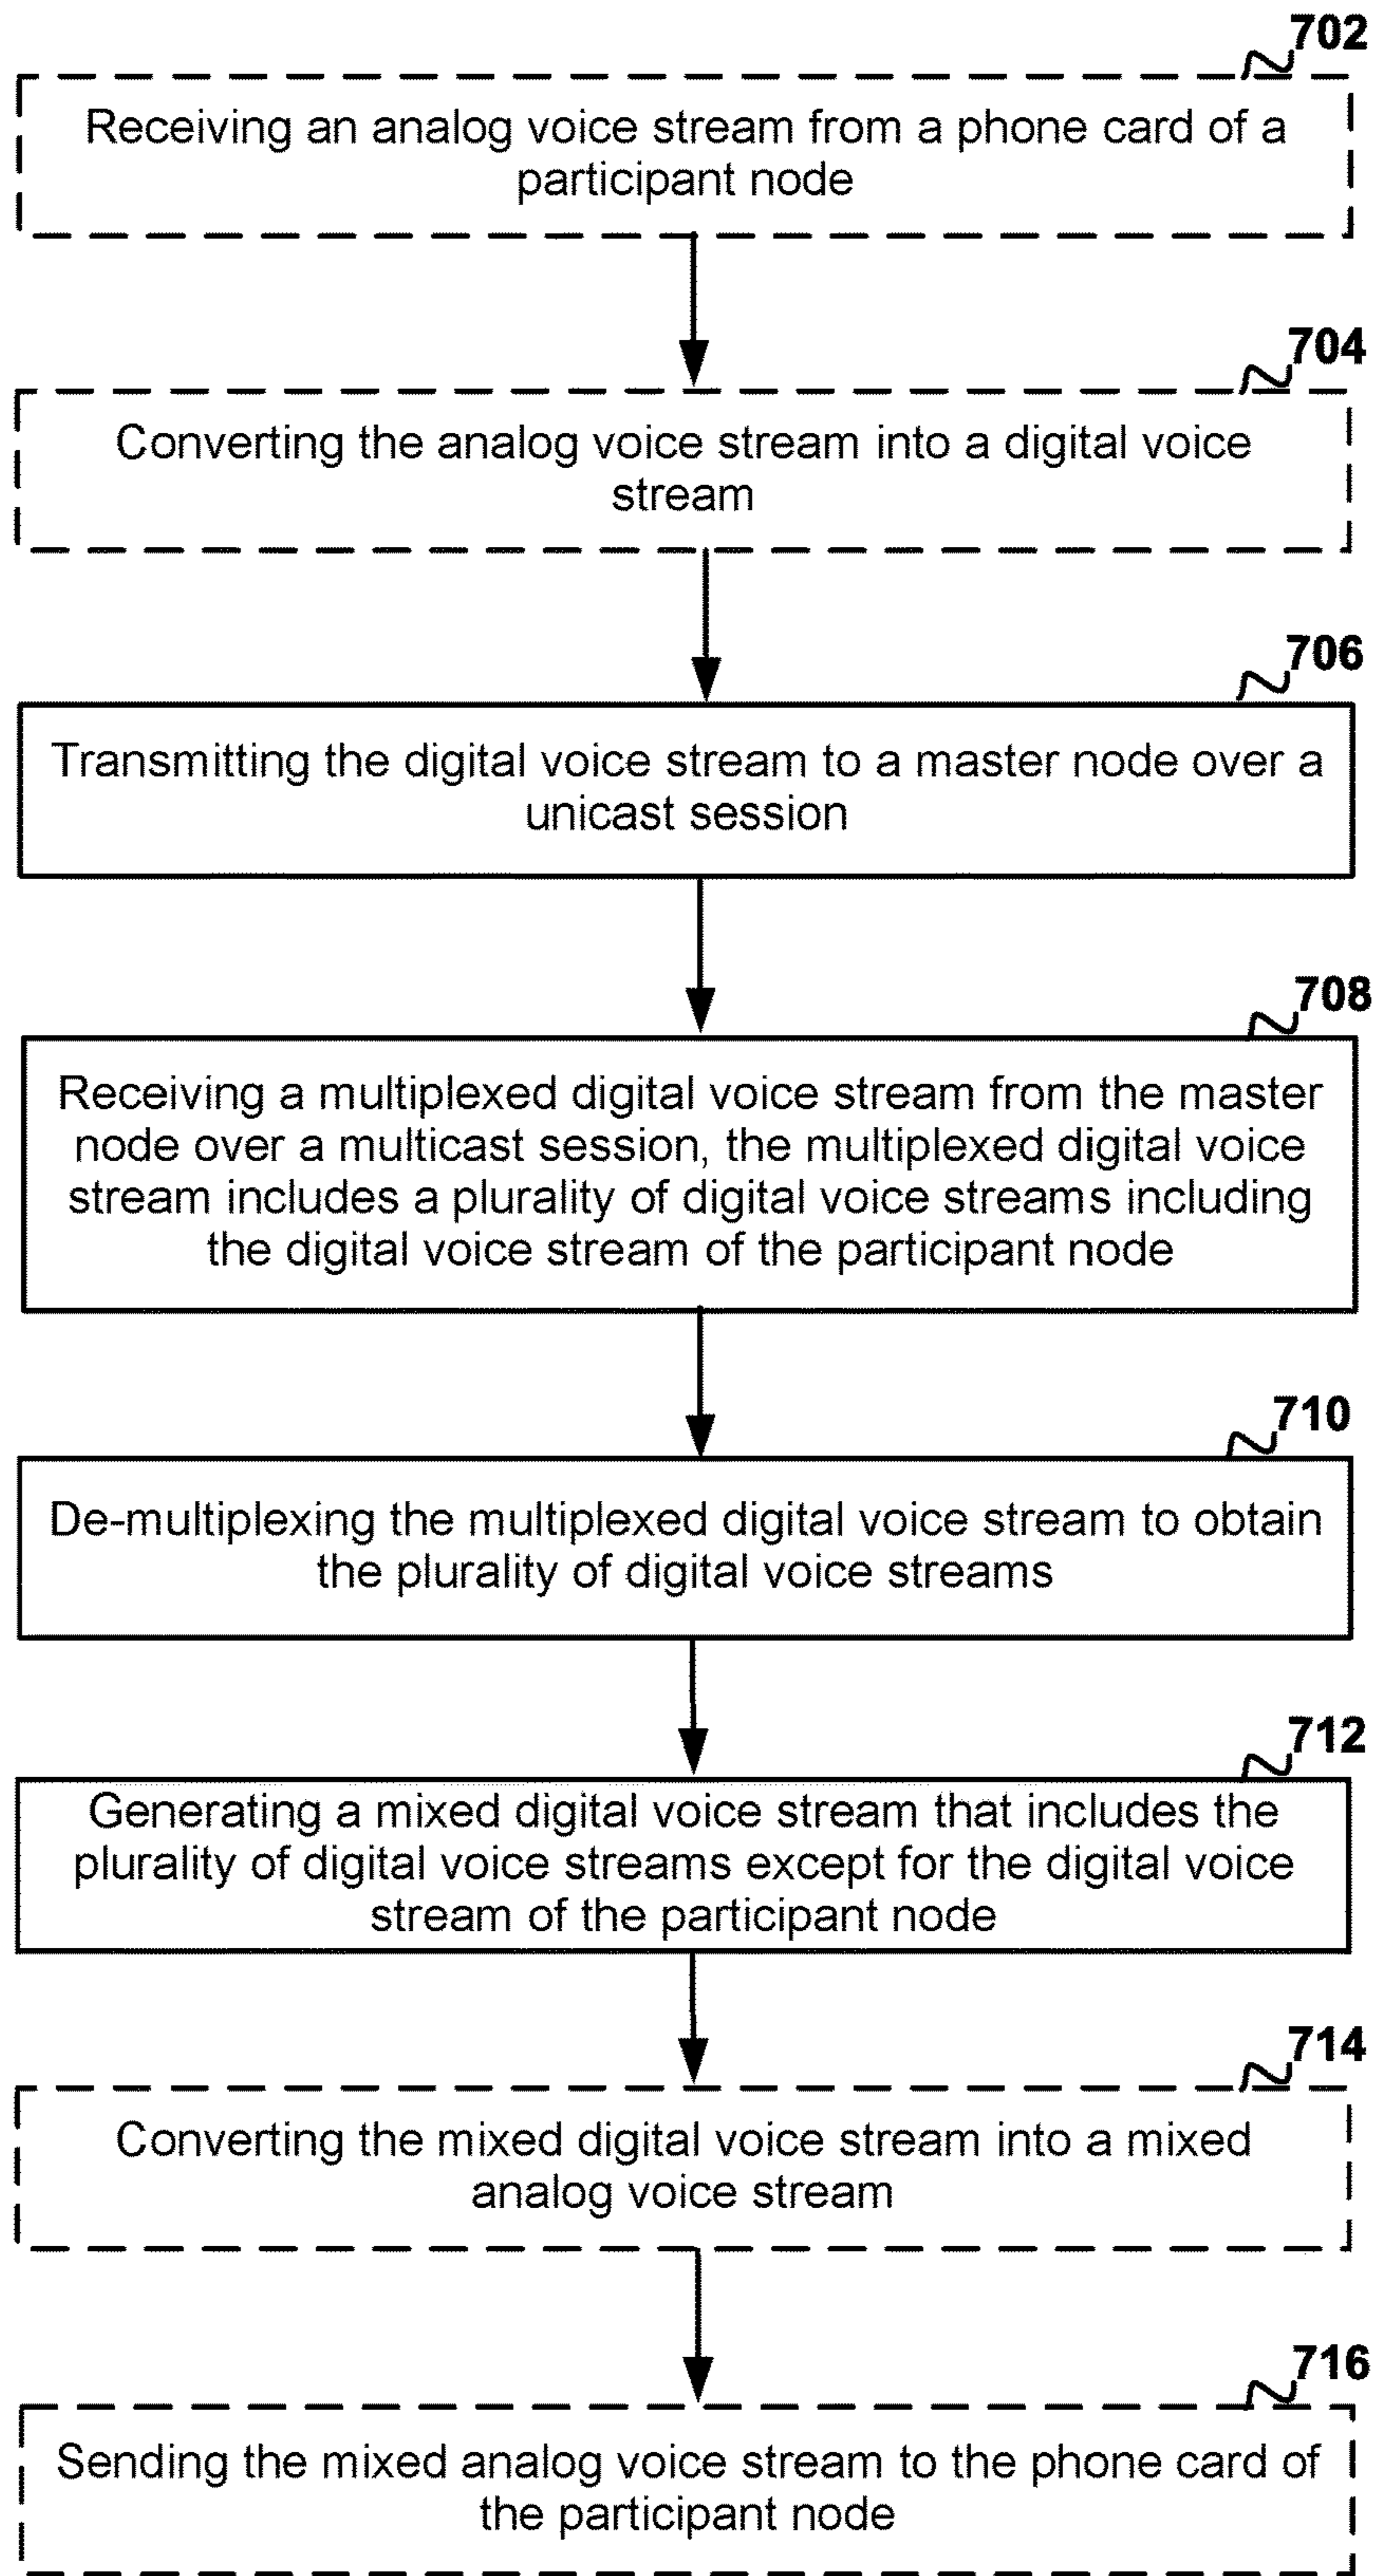 702
Receiving an analog voice stream from a phone card of a
participant node
704
Converting the analog voice stream into a digital voice
stream
706
Transmitting the digital voice stream to a master node over a
unicast session
708
Receiving a multiplexed digital voice stream from the master
node over a multicast session, the multiplexed digital voice
stream includes a plurality of digital voice streams including
the digital voice stream of the participant node
710
De-multiplexing the multiplexed digital voice stream to obtain
the plurality of digital voice streams
712
Generating a mixed digital voice stream that includes the
plurality of digital voice streams except for the digital voice
stream of the participant node
714
Converting the mixed digital voice stream into a mixed
analog voice stream
716
Sending the mixed analog voice stream to the phone card of
the participant node